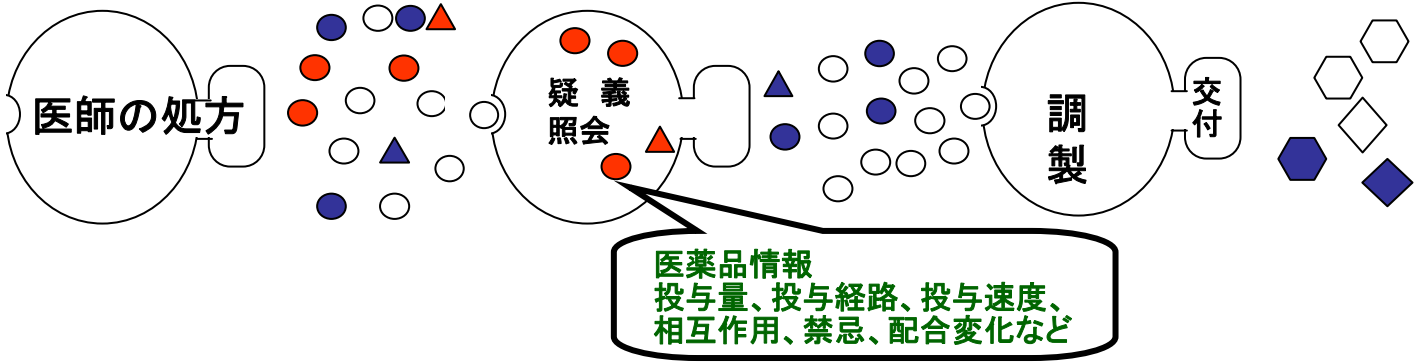 医師の処方
疑 義
照会
調
製
交
付
医薬品情報
投与量、投与経路、投与速度、
相互作用、禁忌、配合変化など